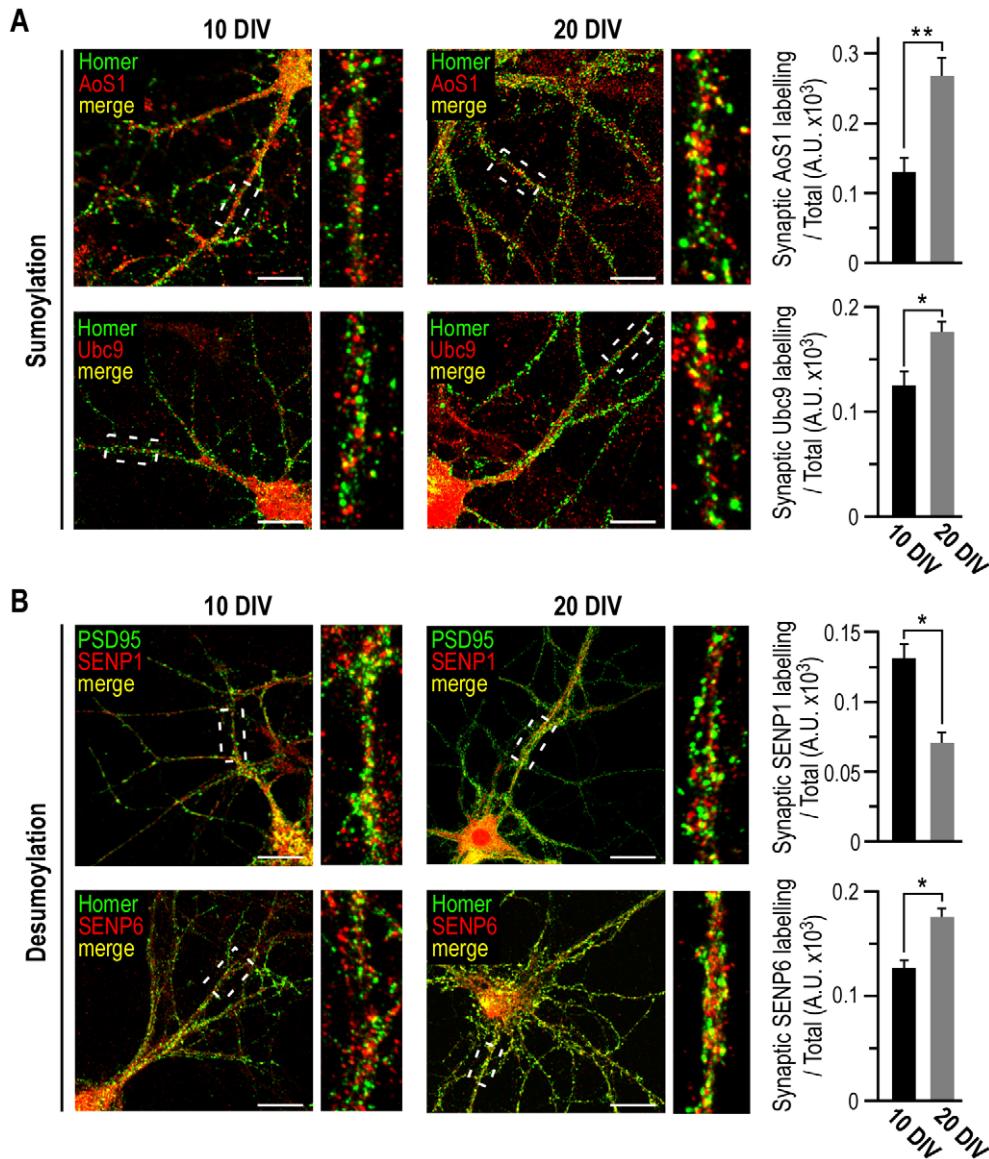 A
10 DIV
20 DIV
Sumoylation
Homer
AoS1
merge
Homer
AoS1
merge
Synaptic AoS1 labelling
/ Total (A.U. x10³)
0.3
0.2
0.1
0
**
Homer
Ubc9
merge
Homer
Ubc9
merge
Synaptic Ubc9 labelling
/ Total (A.U. x10³)
0.2
0.1
0
*
10 DIV
20 DIV
B
10 DIV
20 DIV
Desumoylation
PSD95
SENP1
merge
PSD95
SENP1
merge
Synaptic SENP1 labelling
/ Total (A.U. x10³)
0.15
0.1
0.05
0
*
Homer
SENP6
merge
Homer
SENP6
merge
Synaptic SENP6 labelling
/ Total (A.U. x10³)
0.2
0.1
0
*
10 DIV
20 DIV